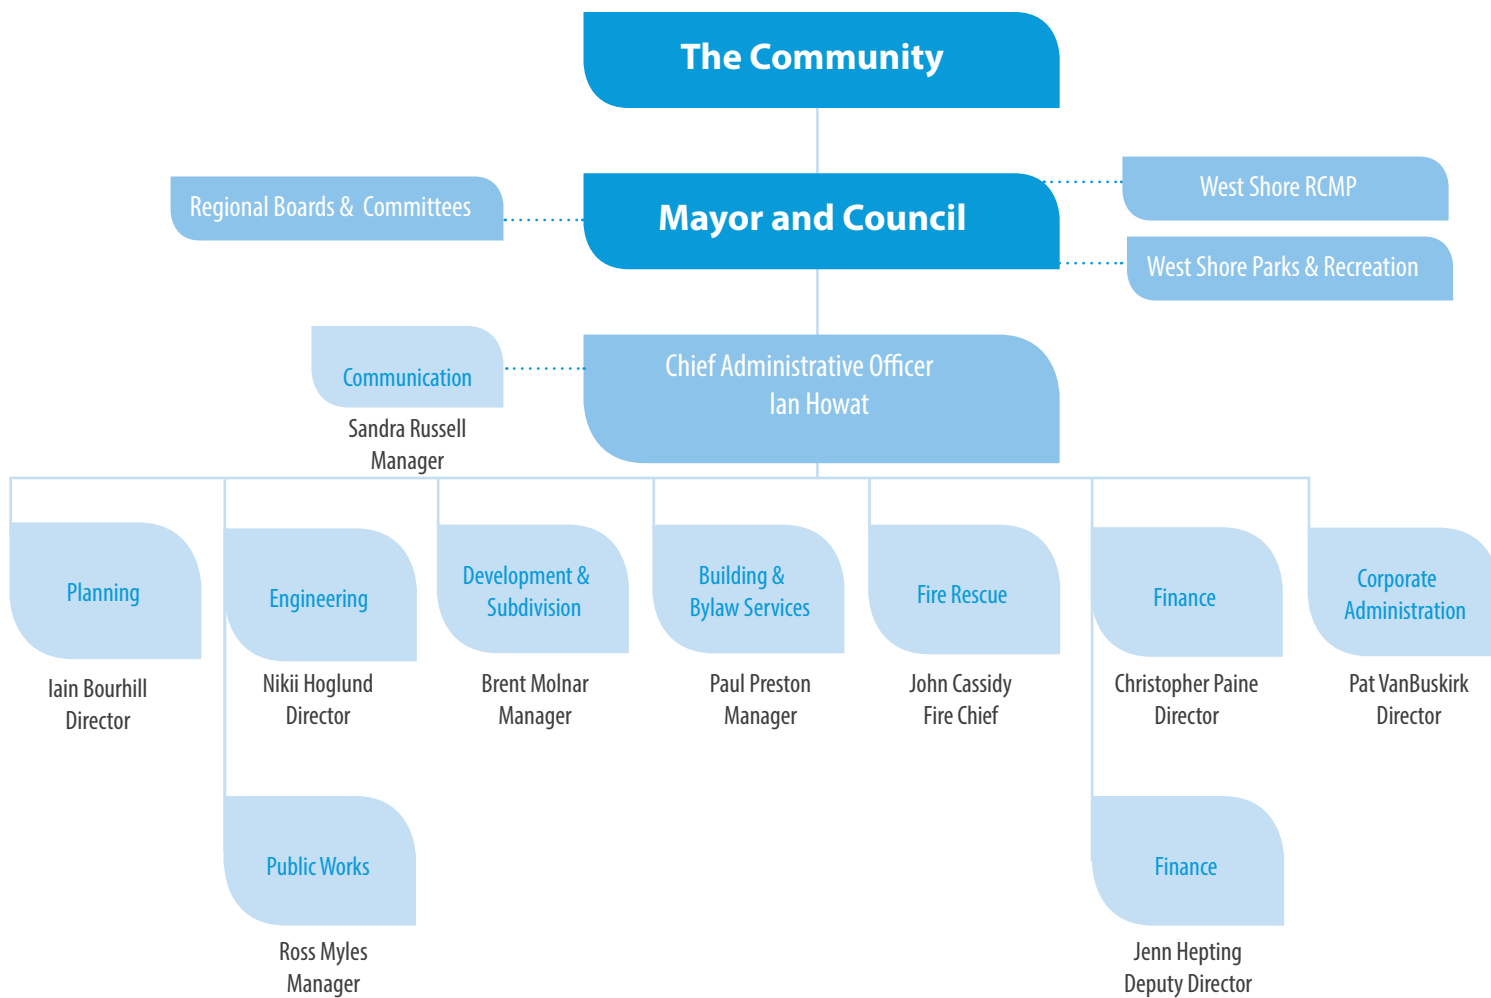 The Community
Regional Boards & Committees
Mayor and Council
West Shore RCMP
West Shore Parks & Recreation
Communication
Sandra Russell
Manager
Chief Administrative Officer
Ian Howat
Planning
Iain Bourhill
Director
Engineering
Nikii Hoglund
Director
Development &
Subdivision
Brent Molnar
Manager
Building &
Bylaw Services
Paul Preston
Manager
Fire Rescue
John Cassidy
Fire Chief
Finance
Christopher Paine
Director
Corporate
Administration
Pat VanBuskirk
Director
Public Works
Ross Myles
Manager
Finance
Jenn Hepting
Deputy Director